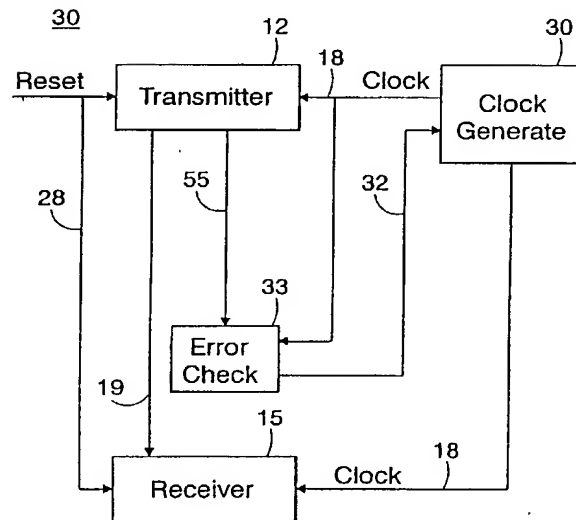 30
12
30
Reset
18
Clock
Transmitter
Clock
Generate
55
32
28
33
Error
Check
19
15
18
Clock
Receiver